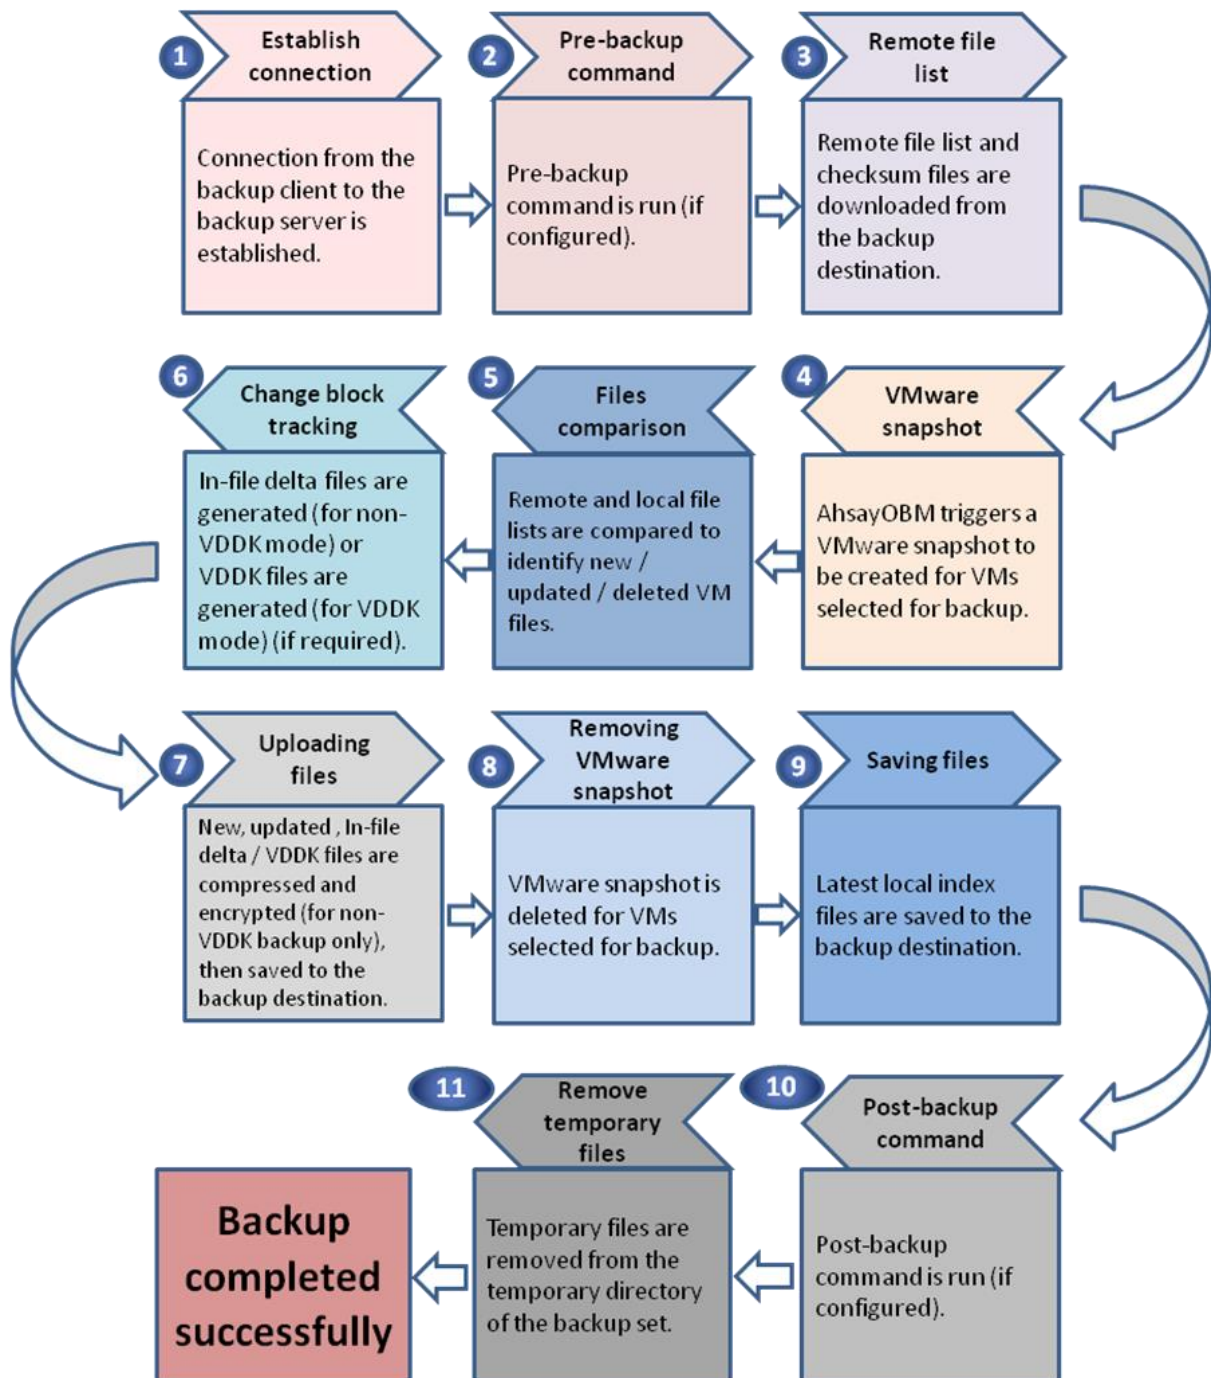 1
Establish
connection
Connection from the
backup client to the
backup server is
established.
2
Pre-backup
command
Pre-backup
command is run (if
configured).
3
Remote file
list
Remote file list and
checksum files are
downloaded from
the backup
destination.
4
VMware
snapshot
AhsayOBM triggers a
VMware snapshot to
be created for VMs
selected for backup.
5
Files
comparison
Remote and local file
lists are compared to
identify new /
updated / deleted VM
files.
6
Change block
tracking
In-file delta files are
generated (for non-
VDDK mode) or
VDDK files are
generated (for VDDK
mode) (if required).
7
Uploading
files
New, updated , In-file
delta / VDDK files are
compressed and
encrypted (for non-
VDDK backup only),
then saved to the
backup destination.
8
Removing
VMware
snapshot
VMware snapshot is
deleted for VMs
selected for backup.
9
Saving files
Latest local index
files are saved to the
backup destination.
10
Post-backup
command
Post-backup
command is run (if
configured).
11
Remove
temporary
files
Temporary files are
removed from the
temporary directory
of the backup set.
Backup
completed
successfully